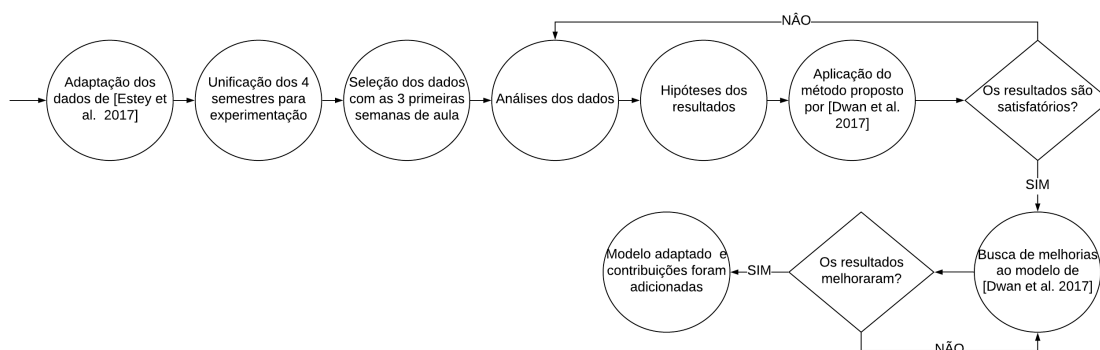 NÂO
Adaptação dos
dados de [Estey et
al.  2017]
Unificação dos 4
semestres para
experimentação
Seleção dos dados
com as 3 primeiras
semanas de aula
Análises dos dados
Hipóteses dos
resultados
Aplicação do
método proposto
por [Dwan et al.
2017]
Os resultados são
satisfatórios?
SIM
Modelo adaptado  e
contribuições foram
adicionadas
SIM
Os resultados
melhoraram?
Busca de melhorias
ao modelo de
[Dwan et al. 2017]
NÃO